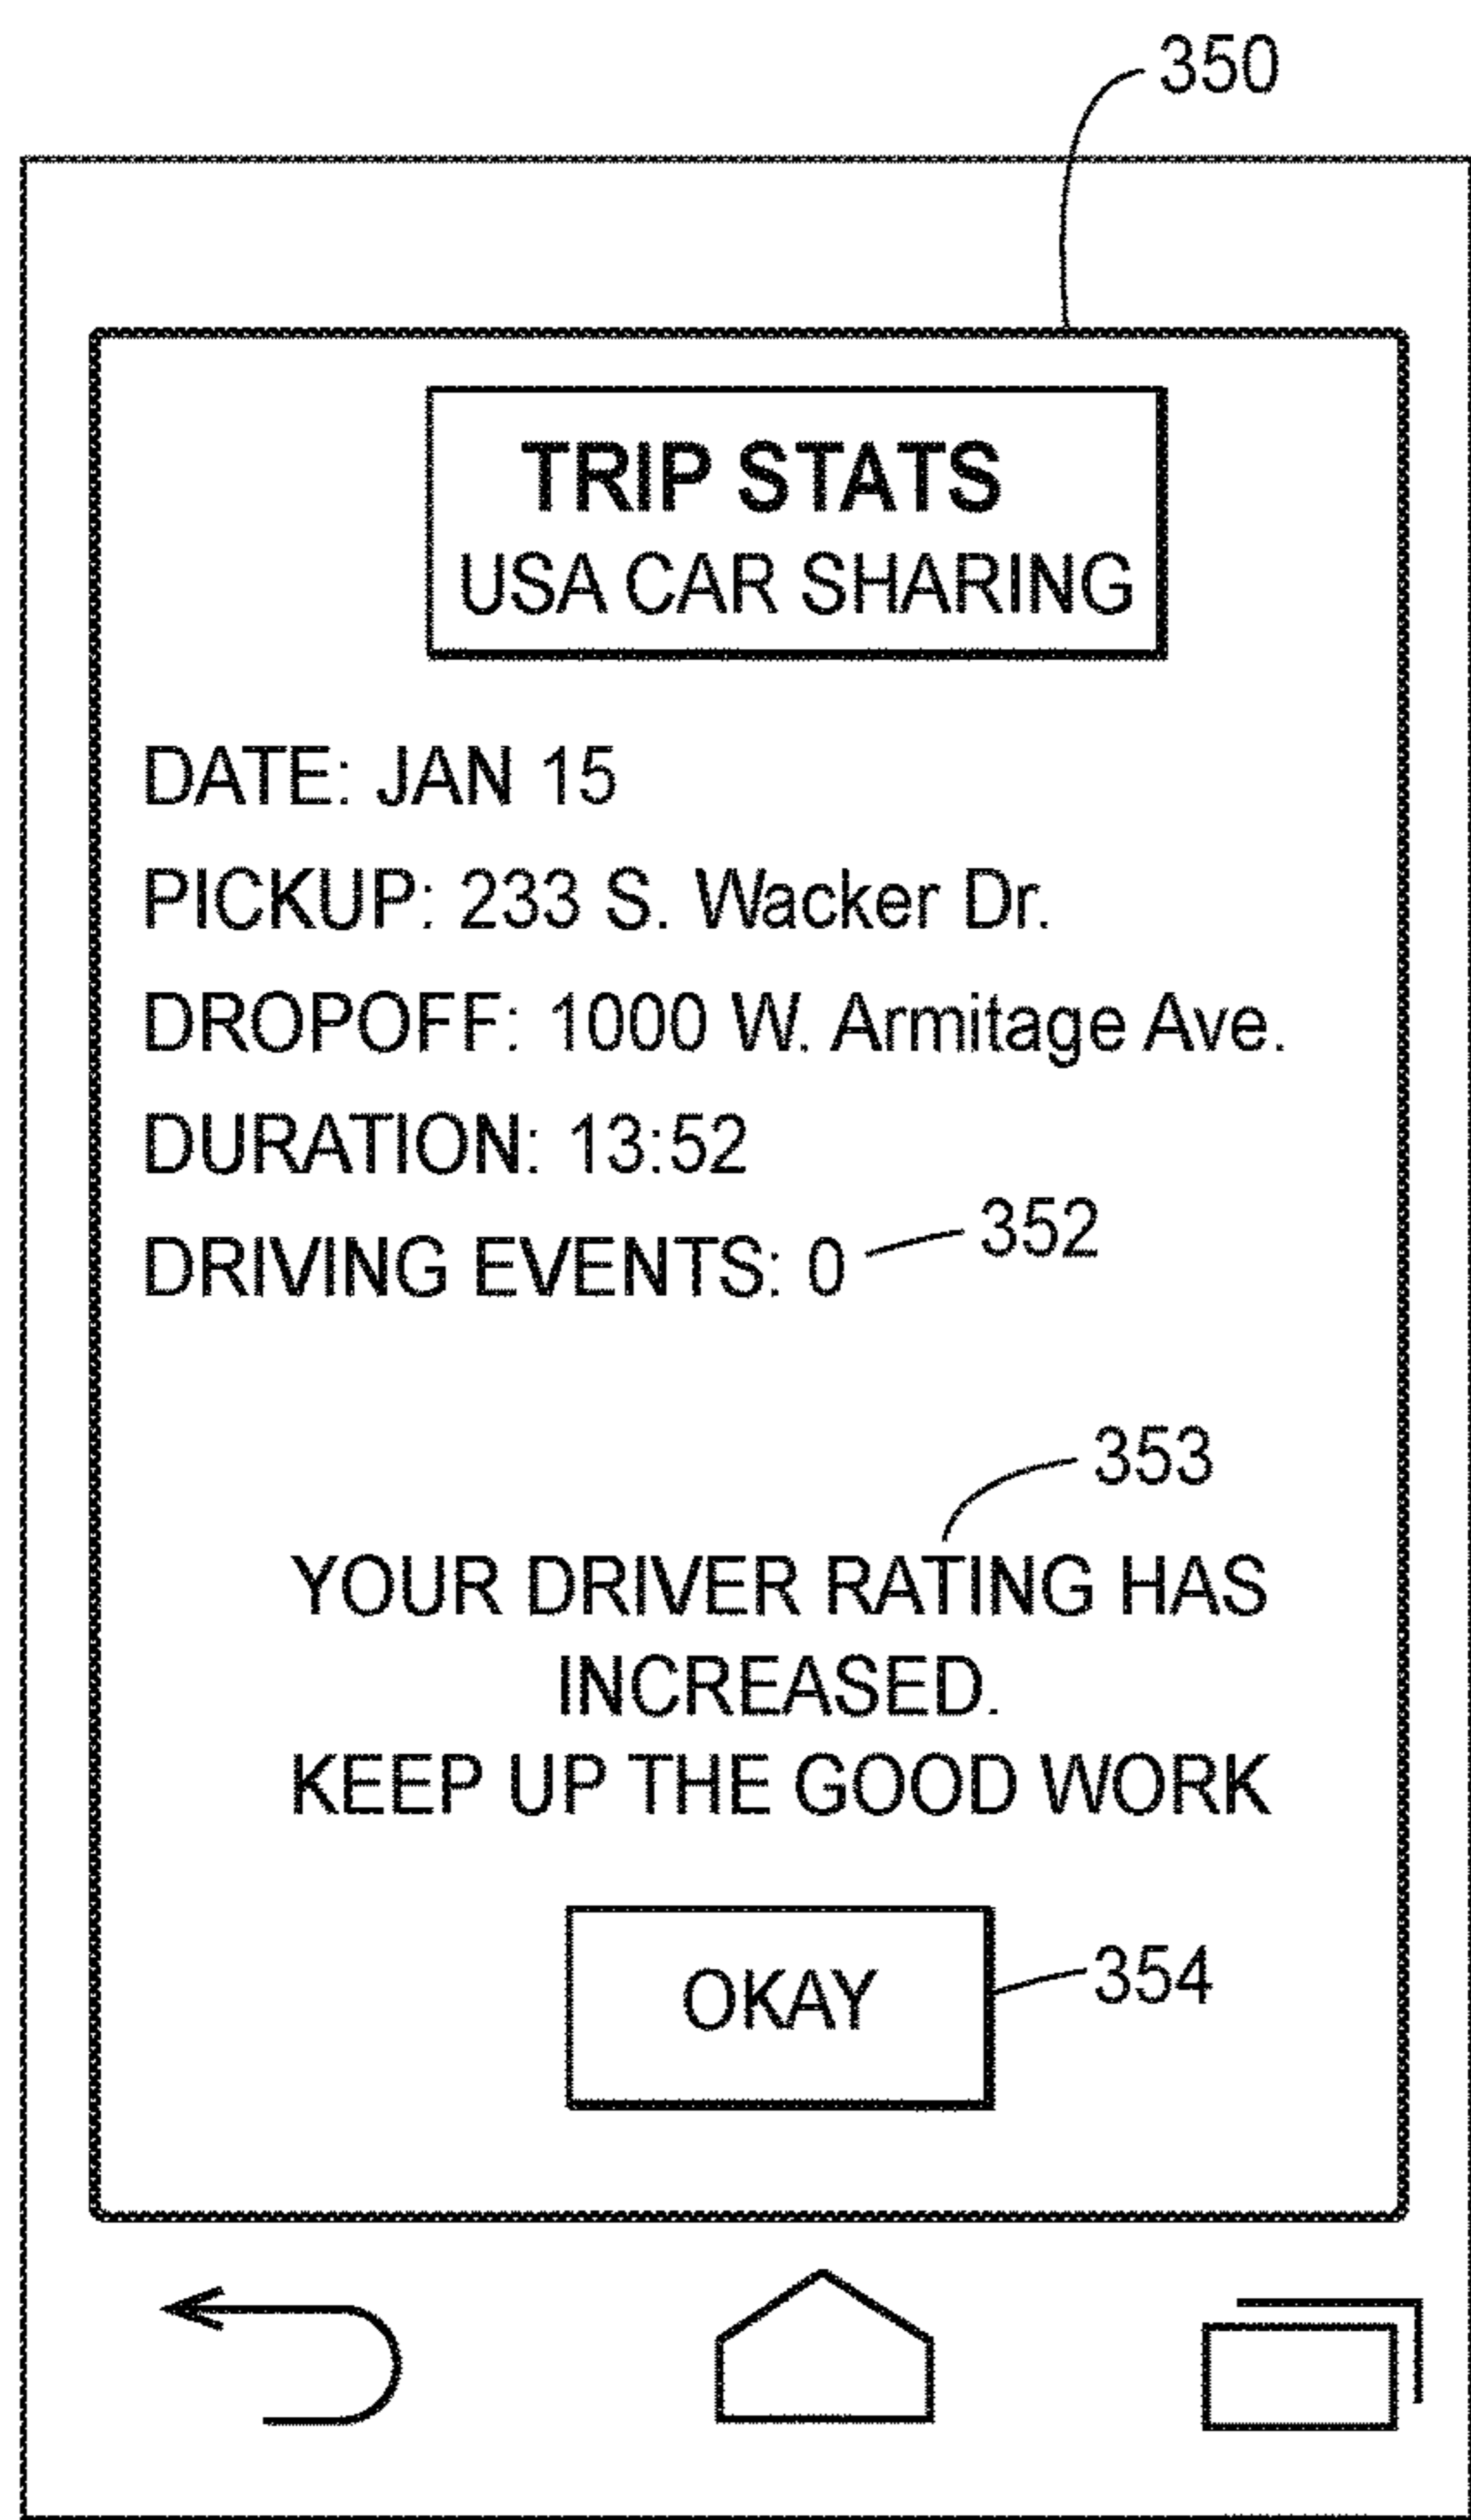 350
TRIP STATS
USA CAR SHARING
DATE: JAN 15
PICKUP: 233 S. Wacker Dr.
DROPOFF: 1000 W. Armitage Ave.
DURATION: 13:52
DRIVING EVENTS: 0
352
353
YOUR DRIVER RATING HAS
INCREASED.
KEEP UP THE GOOD WORK
OKAY
354